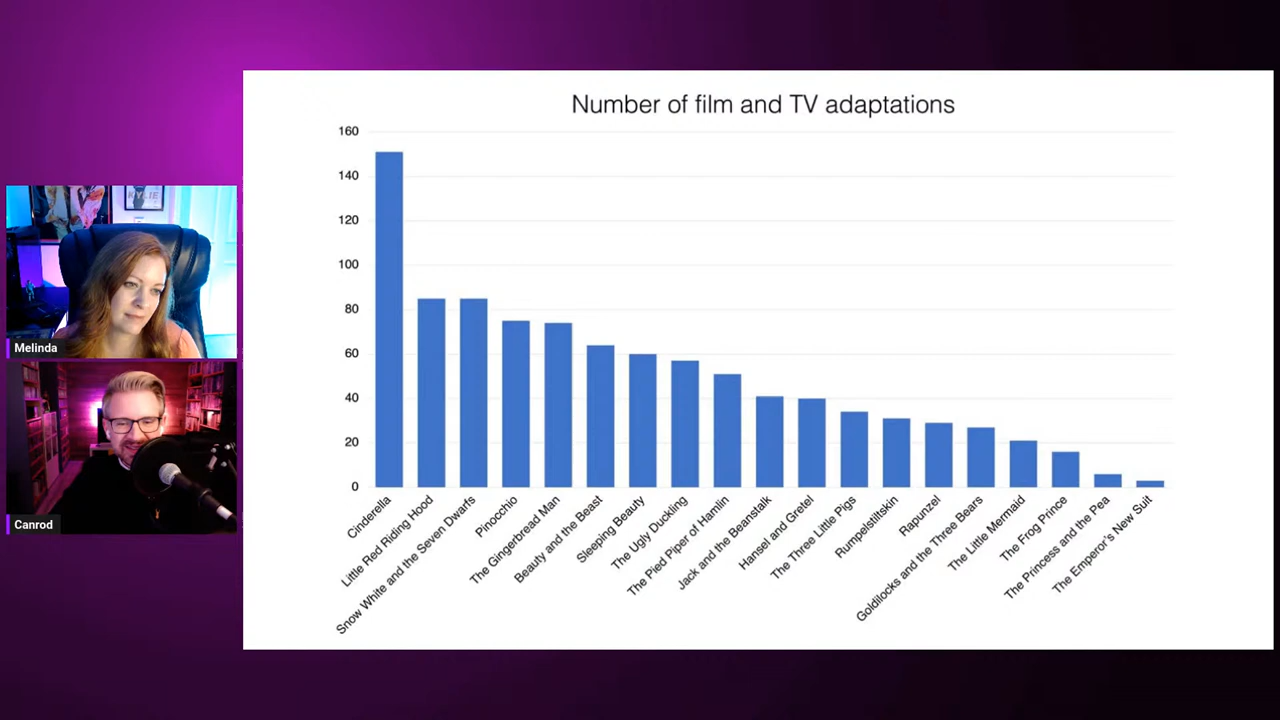 KYLIE
Melinda
Canrod
Number of film and TV adaptations
160
140
120
100
80
60
40
20
0
Cinderella
Little Red Riding Hood
Snow White and the Seven Dwarfs
Pinocchio
The Gingerbread Man
Beauty and the Beast
Sleeping Beauty
The Ugly Duckling
The Pied Piper of Hamlin
Jack and the Beanstalk
Hansel and Gretel
The Three Little Pigs
Rumpelstiltskin
Rapunzel
Goldilocks and the Three Bears
The Little Mermaid
The Frog Prince
The Princess and the Pea
The Emperor's New Suit